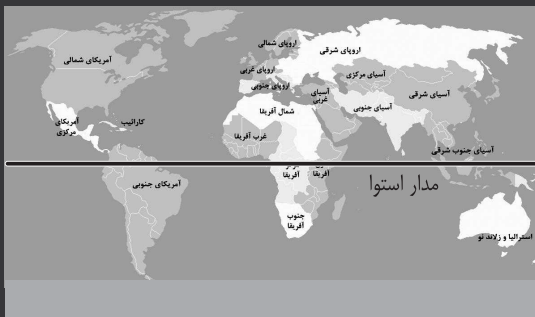 اروپای شمالی
اروپای شرقی
آمریکای شمالی
اروپای غربی
آسیای مرکزی
اروپای جنوبی
آسیای
غربی
آسیای شرقی
آسیای جنوبی
شمال آفریقا
کارائیب
آمریکای
مرکزی
غرب آفریقا
آسیای جنوب شرقی
آفریقا
آفریقا
مدار استوا
آمریکای جنوبی
جنوب
آفریقا
استرالیا و زلاند نو